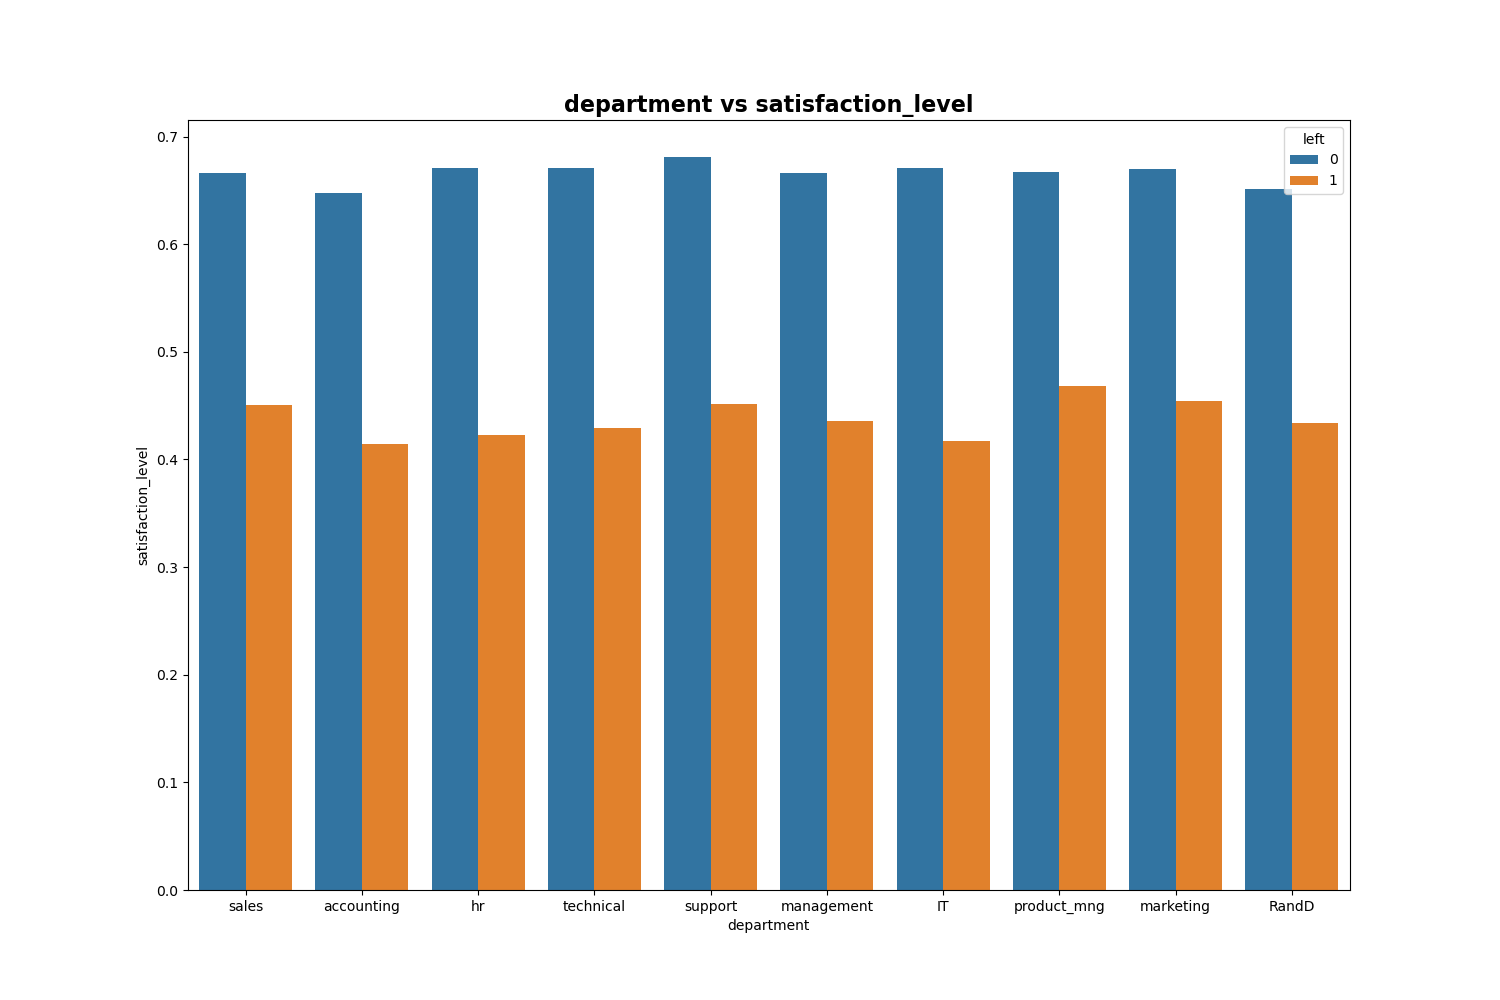 department vs satisfaction_level
left
0
1
satisfaction_level
0.7
0.6
0.5
0.4
0.3
0.2
0.1
0.0
sales accounting hr technical support management IT product_mng marketing RandD
department